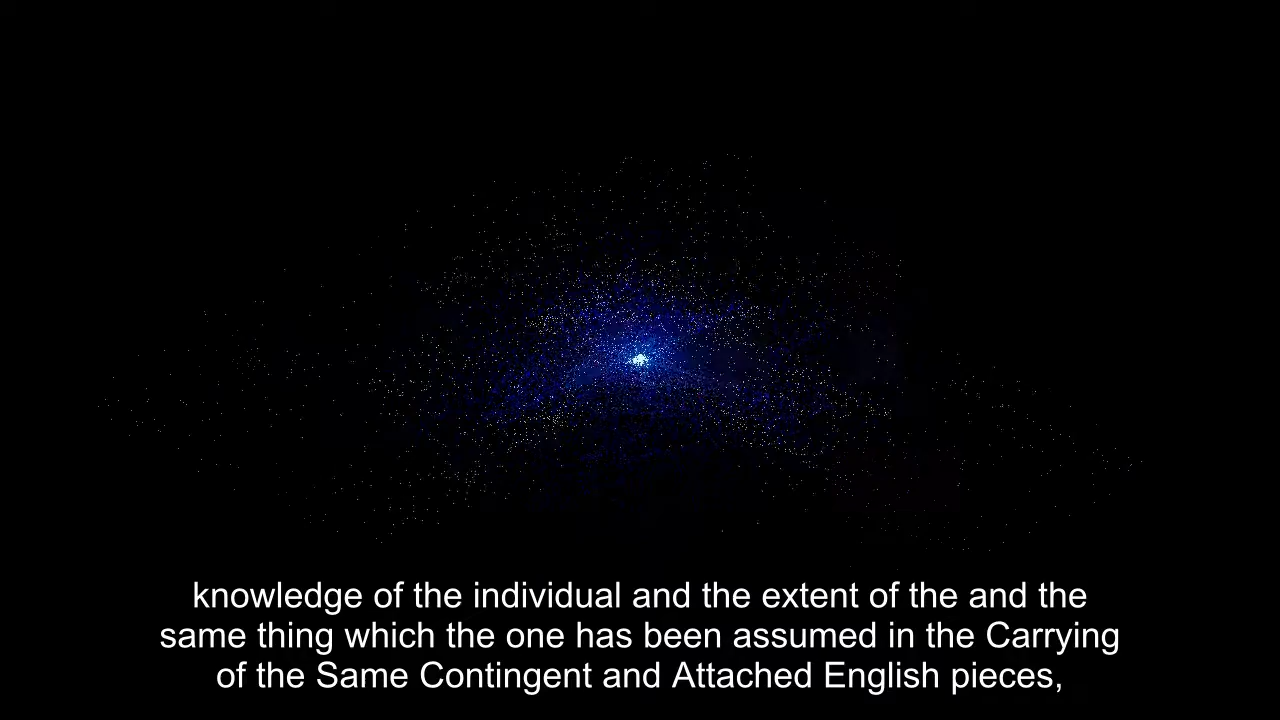 knowledge of the individual and the extent of the and the
same thing which the one has been assumed in the Carrying
of the Same Contingent and Attached English pieces,